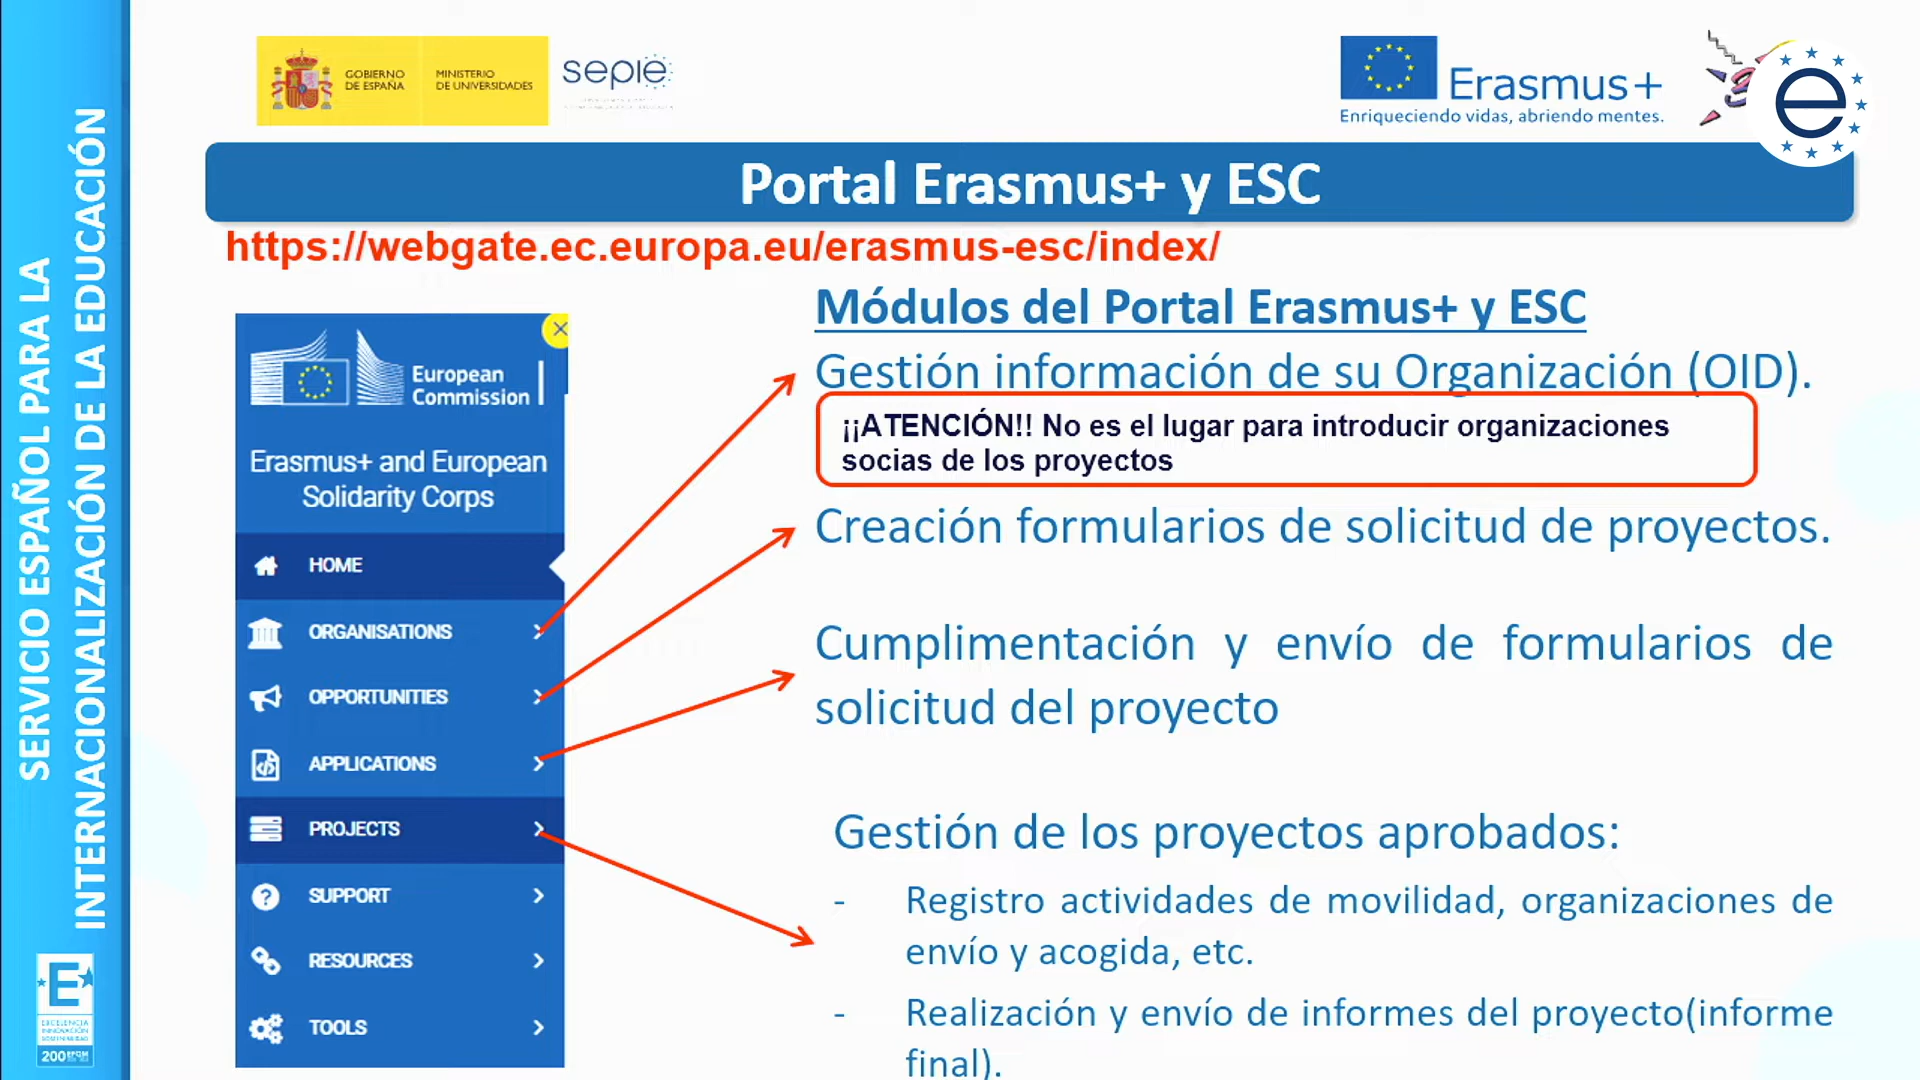 SERVICIO ESPAÑOL PARA LA
INTERNACIONALIZACIÓN DE LA EDUCACIÓN
GOBIERNO
DE ESPAÑA
MINISTERIO
DE UNIVERSIDADES
sepie
Erasmus+
Enriqueciendo vidas, abriendo mentes.
e
Portal Erasmus+ y ESC
https://webgate.ec.europa.eu/erasmus-esc/index/
European
Commission
Erasmus+ and European
Solidarity Corps
HOME
ORGANISATIONS
OPPORTUNITIES
APPLICATIONS
PROJECTS
SUPPORT
RESOURCES
TOOLS
Módulos del Portal Erasmus+ y ESC
Gestión información de su Organización (OID).
¡¡ATENCIÓN!! No es el lugar para introducir organizaciones
socias de los proyectos
Creación formularios de solicitud de proyectos.
Cumplimentación y envío de formularios de
solicitud del proyecto
Gestión de los proyectos aprobados:
- Registro actividades de movilidad, organizaciones de
envío y acogida, etc.
- Realización y envío de informes del proyecto(informe
final).
E
EXCELENCIA
INNOVACIÓN
SOSTENIBILIDAD
200 EFQM